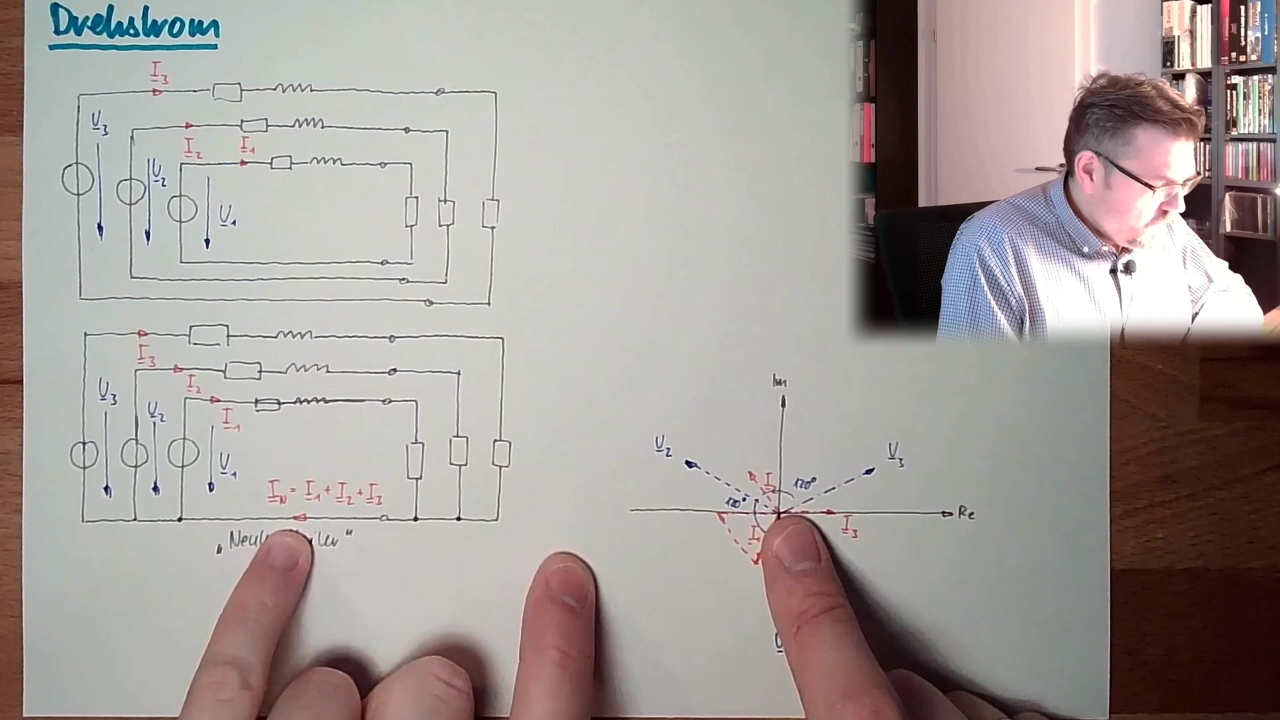 Drehstrom
I3
U3
U2
I2
I1
U1
I3
I2
I1
U3
U2
U1
IN = I1 + I2 + I3
Im
U2
U3
I2
120°
120°
Re
I1
I3